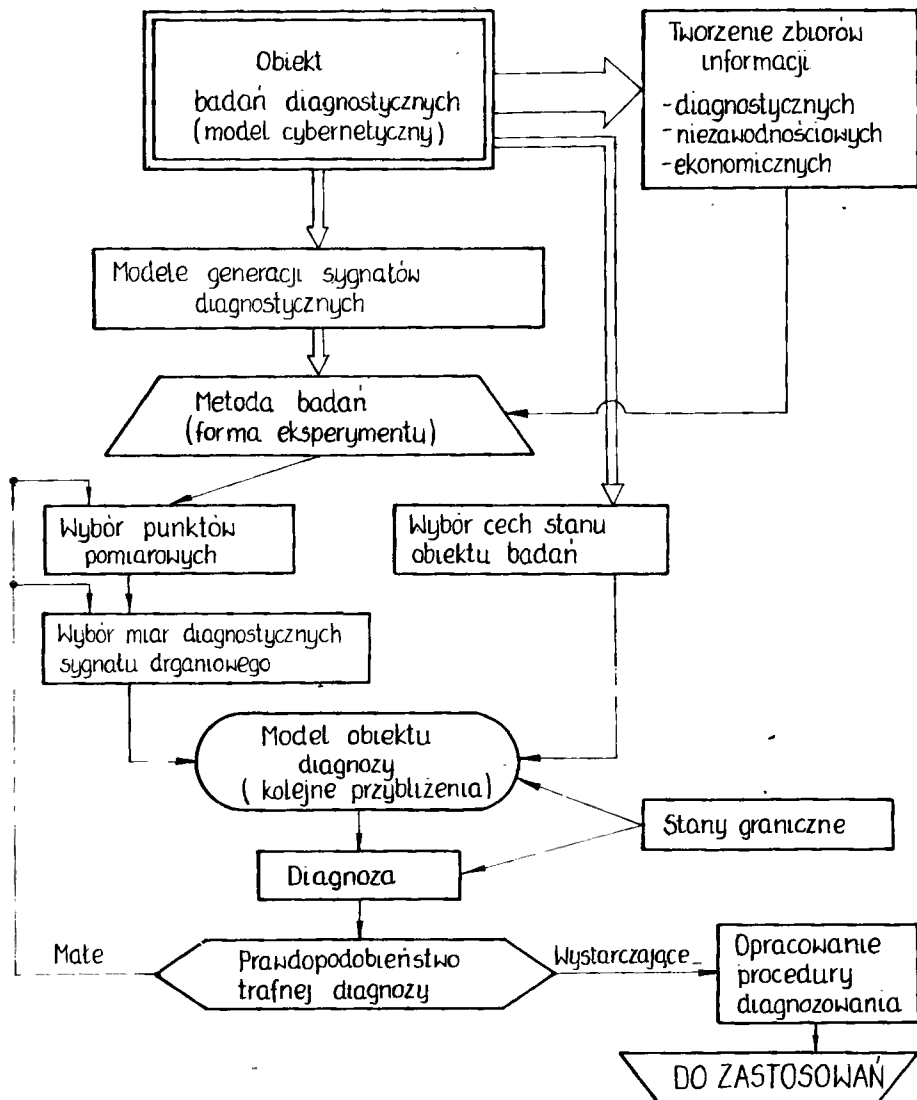 Obiekt
badań diagnostycznych
(model cybernetyczny)
Tworzenie zbiorów
informacji
-diagnostycznych
-niezawodnościowych
-ekonomicznych
Modele generacji sygnałów
diagnostycznych
Metoda badań
(forma eksperymentu)
Wybór punktów
pomiarowych
Wybór cech stanu
obiektu badań
Wybór miar diagnostycznych
sygnału drganiowego
Model obiektu
diagnozy
( kolejne przybliżenia)
Stany graniczne
Diagnoza
Małe
Prawdopodobieństwo
trafnej diagnozy
Wystarczające
Opracowanie
procedury
diagnozowania
DO ZASTOSOWAŃ